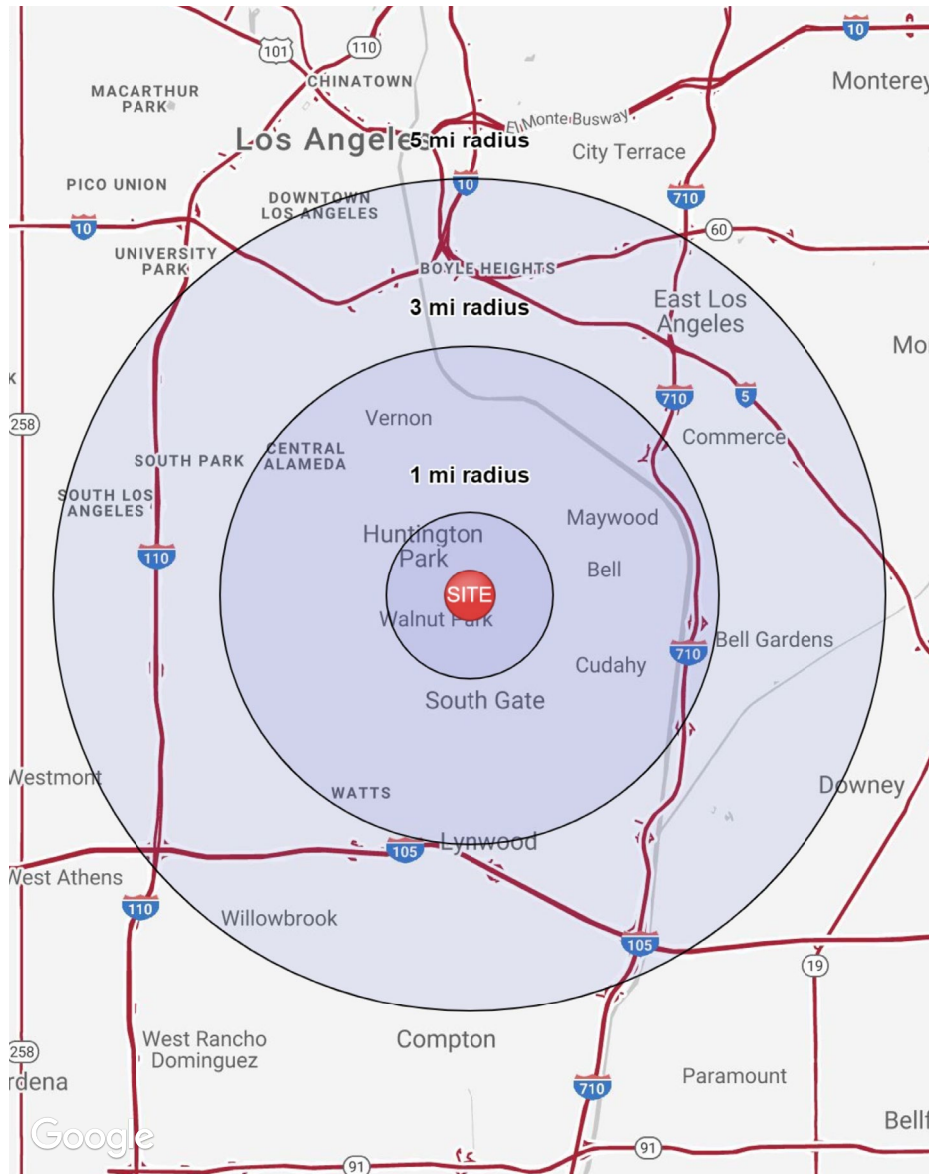 101
110
10
CHINATOWN
Monterey
MACARTHUR
PARK
El Monte Busway
Los Angeles
5 mi radius
City Terrace
PICO UNION
10
710
DOWNTOWN
LOS ANGELES
10
60
UNIVERSITY
PARK
BOYLE HEIGHTS
3 mi radius
East Los
Angeles
Mo
K
710
5
258
Vernon
Commerce
CENTRAL
ALAMEDA
SOUTH PARK
1 mi radius
SOUTH LOS
ANGELES
Maywood
Huntington
Park
110
Bell
SITE
Walnut Park
Bell Gardens
710
Cudahy
South Gate
Westmont
Downey
WATTS
Lynwood
105
West Athens
110
Willowbrook
105
19
Compton
West Rancho
Dominguez
258
rdena
Paramount
710
Bellf
Google
91
91